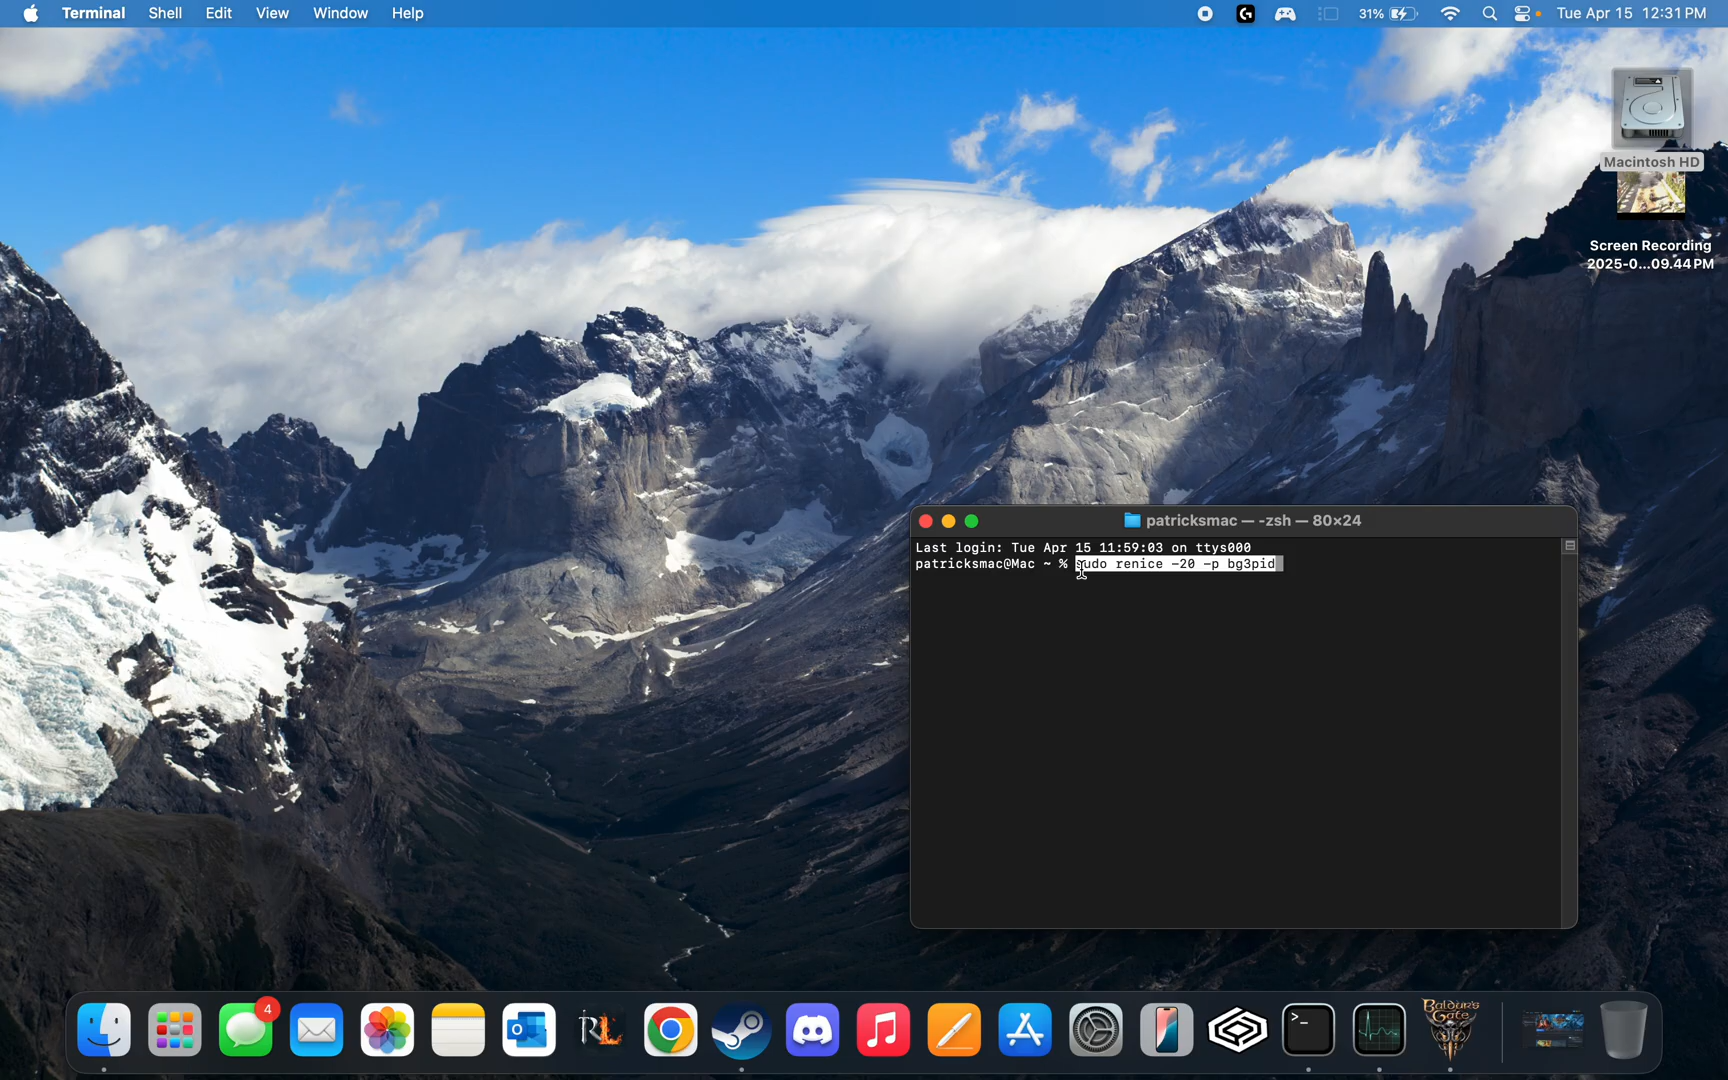 Terminal Shell Edit View Window Help 31% Tue Apr 15 12:31 PM
Macintosh HD
Screen Recording
2025-0...09.44 PM
patricksmac — -zsh — 80×24
Last login: Tue Apr 15 11:59:03 on ttys000
patricksmac@Mac ~ % sudo renice -20 -p bg3pid
4
RL
>_
BALDUR'S
GATE